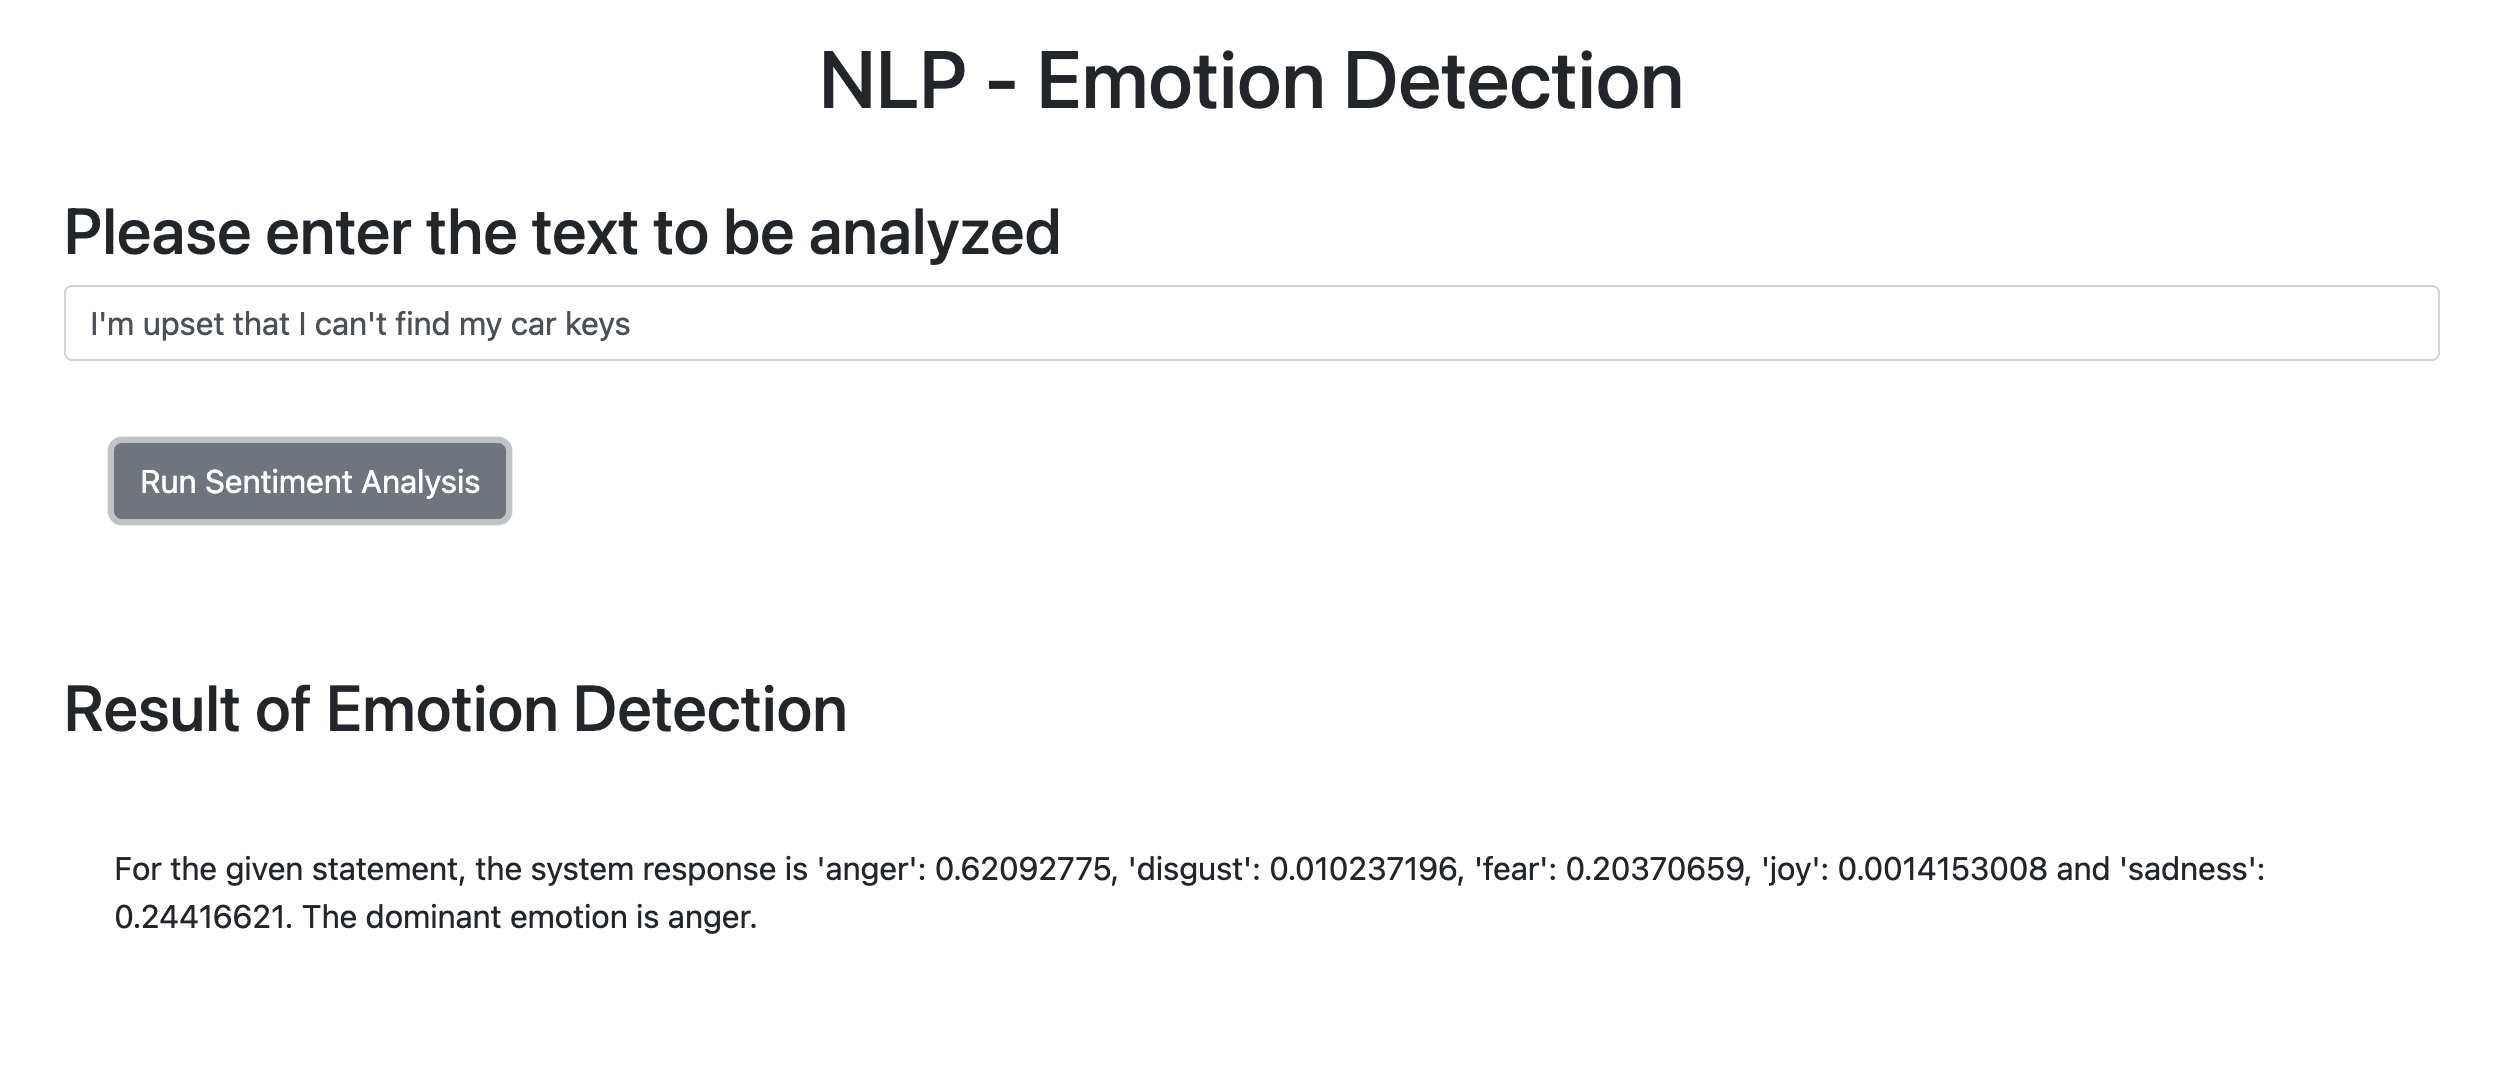 NLP - Emotion Detection
Please enter the text to be analyzed
I'm upset that I can't find my car keys
Run Sentiment Analysis
Result of Emotion Detection
For the given statement, the system response is 'anger': 0.62092775, 'disgust': 0.010237196, 'fear': 0.20370659, 'joy': 0.0014153008 and 'sadness':
0.24416621. The dominant emotion is anger.